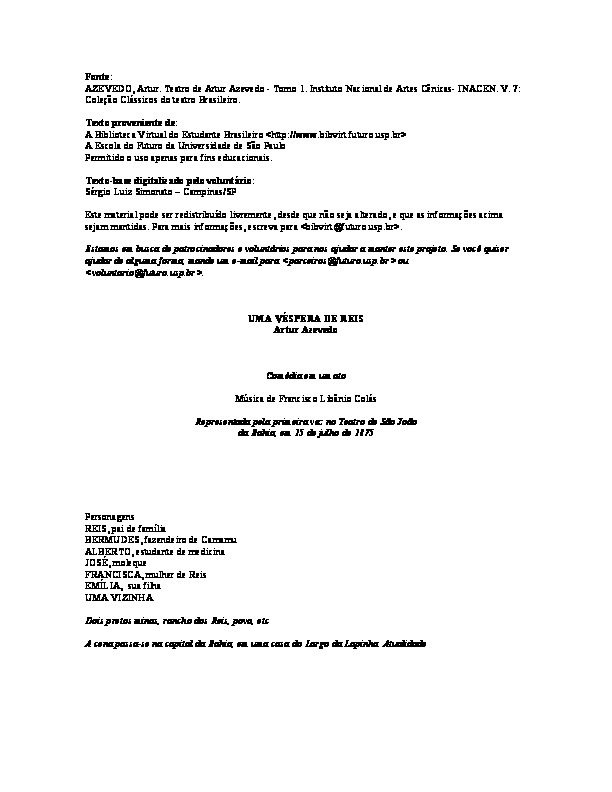 Fonte:
AZEVEDO, Artur. Teatro de Artur Azevedo - Tomo 1. Instituto Nacional de Artes Cênicas- INACEN. V. 7:
Coleção Clássicos do teatro Brasileiro.
Texto proveniente de:
A Biblioteca Virtual do Estudante Brasileiro <http://www.bibvirt.futuro.usp.br>
A Escola do Futuro da Universidade de São Paulo
Permitido o uso apenas para fins educacionais.
Texto-base digitalizado pelo voluntário:
Sérgio Luiz Simonato – Campinas/SP
Este material pode ser redistribuído livremente, desde que não seja alterado, e que as informações acima
sejam mantidas. Para mais informações, escreva para <bibvirt@futuro.usp.br>.
Estamos em busca de patrocinadores e voluntários para nos ajudar a manter este projeto. Se você quiser
ajudar de alguma forma, mande um e-mail para <parceiros@futuro.usp.br> ou
<voluntario@futuro.usp.br>.
UMA VÉSPERA DE REIS
Artur Azevedo
Comédia em um ato
Música de Francisco Libânio Colás
Representada pela primeira vez no Teatro de São João
da Bahia, em 15 de julho de 1875
Personagens
REIS, pai de família
BERMUDES, fazendeiro de Camamu
ALBERTO, estudante de medicina
JOSÉ, moleque
FRANCISCA, mulher de Reis
EMÍLIA, sua filha
UMA VIZINHA
Dois pretos minas, rancho dos Reis, povo, etc
A cena passa-se na capital da Bahia, em uma casa do Largo da Lapinha. Atualidade